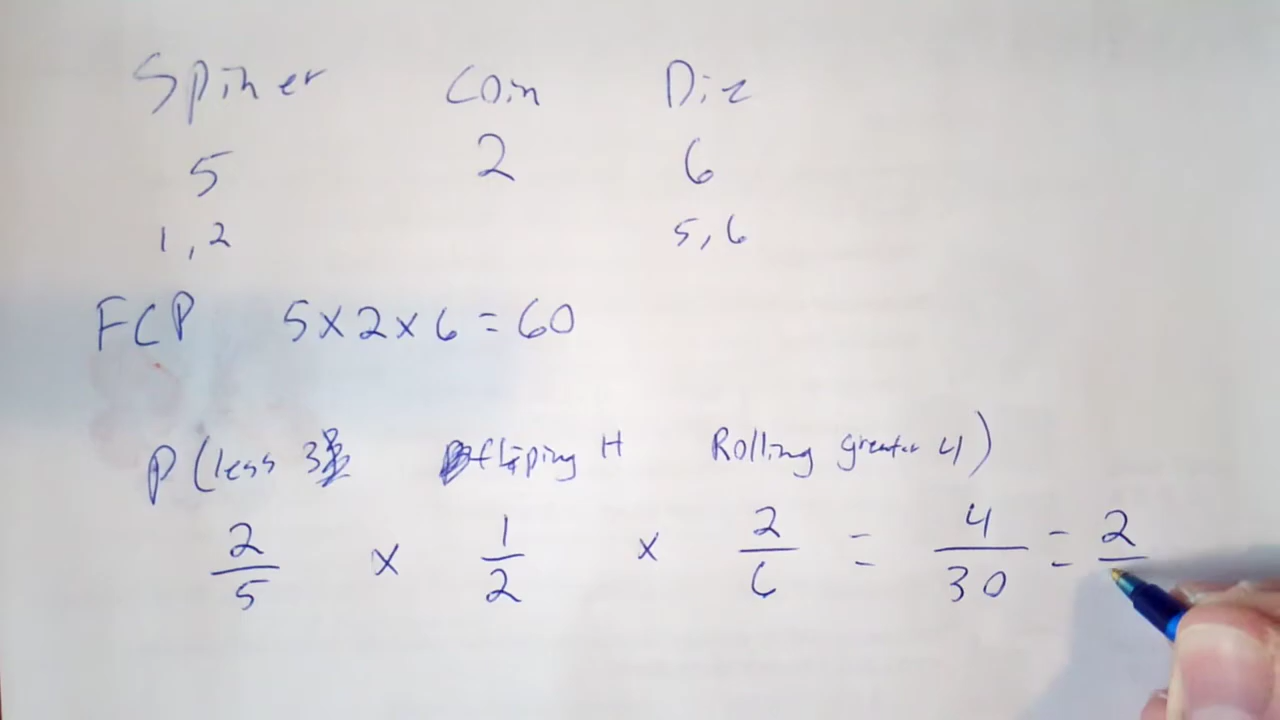 Spiner Coin Die
5 2 6
1,2 5,6
FCP 5×2×6=60
P(less 3 fliping H Rolling greater 4)
2/5 × 1/2 × 2/6 = 4/30 = 2